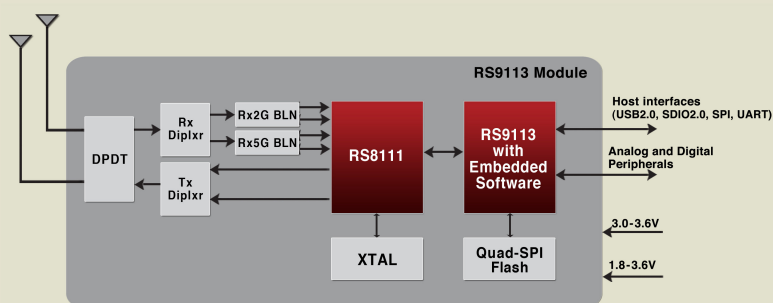 RS9113 Module
Host interfaces
(USB2.0, SDIO2.0, SPI, UART)
Rx
Diplxr
Rx2G BLN
Rx5G BLN
DPDT
RS8111
RS9113
with
Embedded
Software
Analog and Digital
Peripherals
Tx
Diplxr
3.0-3.6V
XTAL
Quad-SPI
Flash
1.8-3.6V